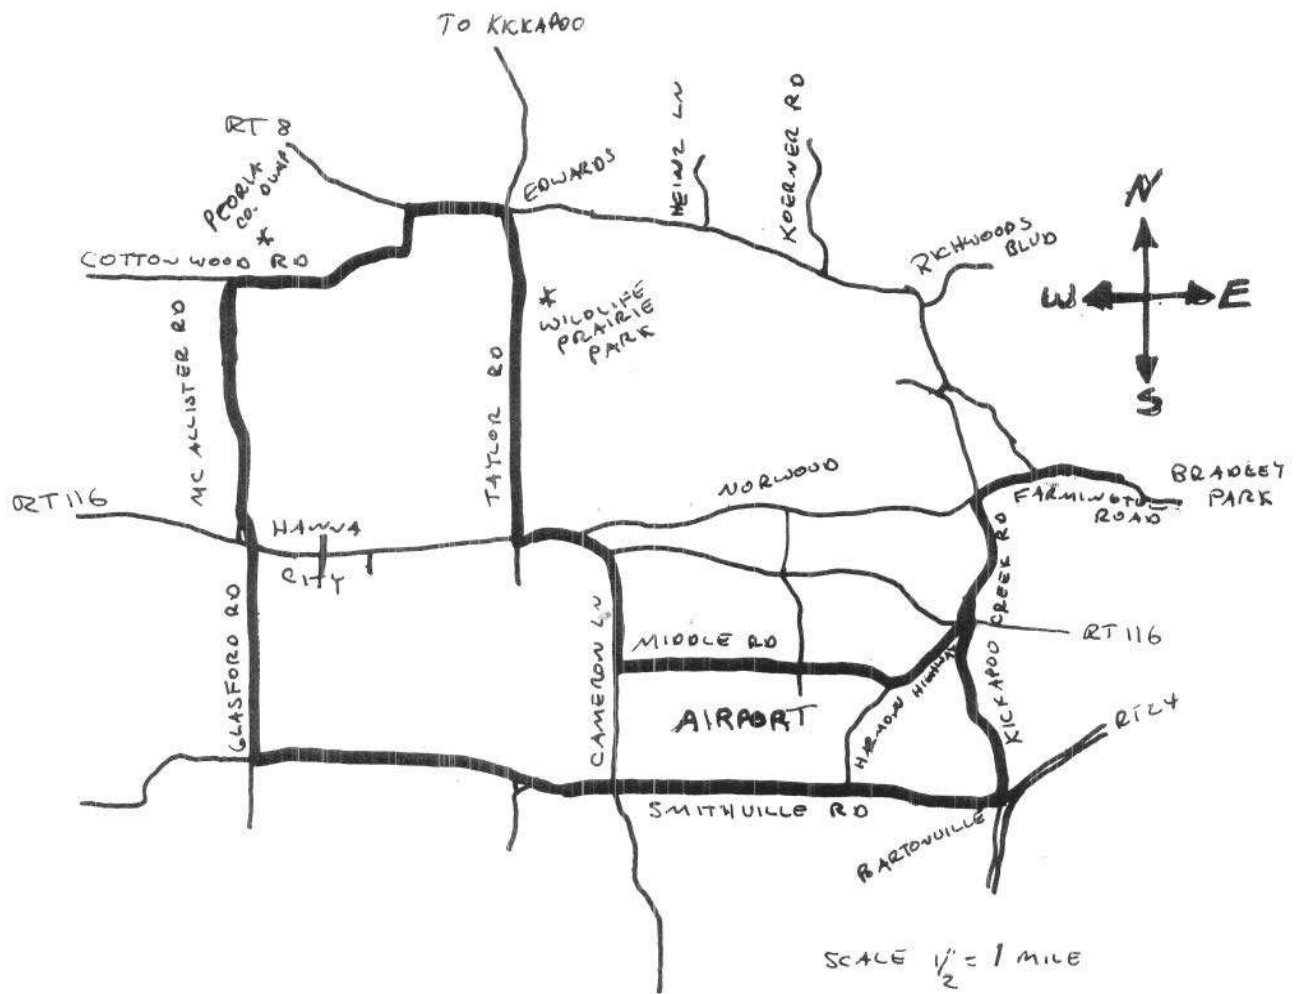 TO KICKAPOO
RT 8
PEORIA
CO. DUMP
*
EDWARDS
HEINZ LN
KOERNER RD
COTTONWOOD RD
RICHWOODS
BLVD
N
W
E
S
*
WILDLIFE
PRAIRIE
PARK
MC ALLISTER RD
TAYLOR RD
RT 116
HANNA
CITY
NORWOOD
FARMINGTON
ROAD
BRADLEY
PARK
GLASFORD RD
CAMERON LN
MIDDLE RD
AIRPORT
HARMON HIGHWAY
KICKAPOO CREEK RD
RT 116
RT 24
SMITHVILLE RD
BARTONVILLE
SCALE 1/2" = 1 MILE